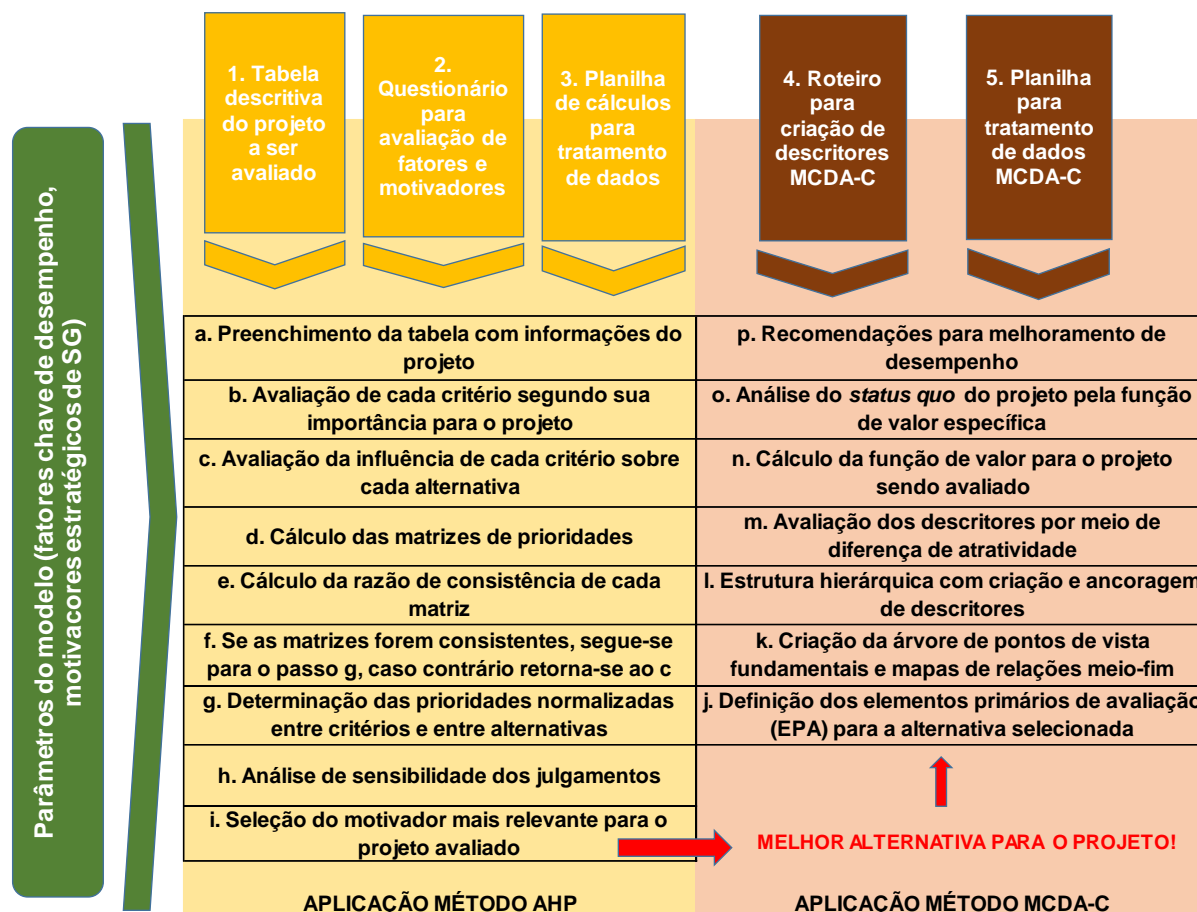 Parâmetros do modelo (fatores chave de desempenho,
motivacores estratégicos de SG)
1. Tabela
descritiva
do projeto
a ser
avaliado
2.
Questionário
para
avaliação de
fatores e
motivadores
3. Planilha
de cálculos
para
tratamento
de dados
4. Roteiro
para
criação de
descritores
MCDA-C
5. Planilha
para
tratamento
de dados
MCDA-C
a. Preenchimento da tabela com informações do
projeto
b. Avaliação de cada critério segundo sua
importância para o projeto
c. Avaliação da influência de cada critério sobre
cada alternativa
d. Cálculo das matrizes de prioridades
e. Cálculo da razão de consistência de cada
matriz
f. Se as matrizes forem consistentes, segue-se
para o passo g, caso contrário retorna-se ao c
g. Determinação das prioridades normalizadas
entre critérios e entre alternativas
h. Análise de sensibilidade dos julgamentos
i. Seleção do motivador mais relevante para o
projeto avaliado
APLICAÇÃO MÉTODO AHP
p. Recomendações para melhoramento de
desempenho
o. Análise do status quo do projeto pela função
de valor específica
n. Cálculo da função de valor para o projeto
sendo avaliado
m. Avaliação dos descritores por meio de
diferença de atratividade
l. Estrutura hierárquica com criação e ancoragem
de descritores
k. Criação da árvore de pontos de vista
fundamentais e mapas de relações meio-fim
j. Definição dos elementos primários de avaliação
(EPA) para a alternativa selecionada
MELHOR ALTERNATIVA PARA O PROJETO!
APLICAÇÃO MÉTODO MCDA-C